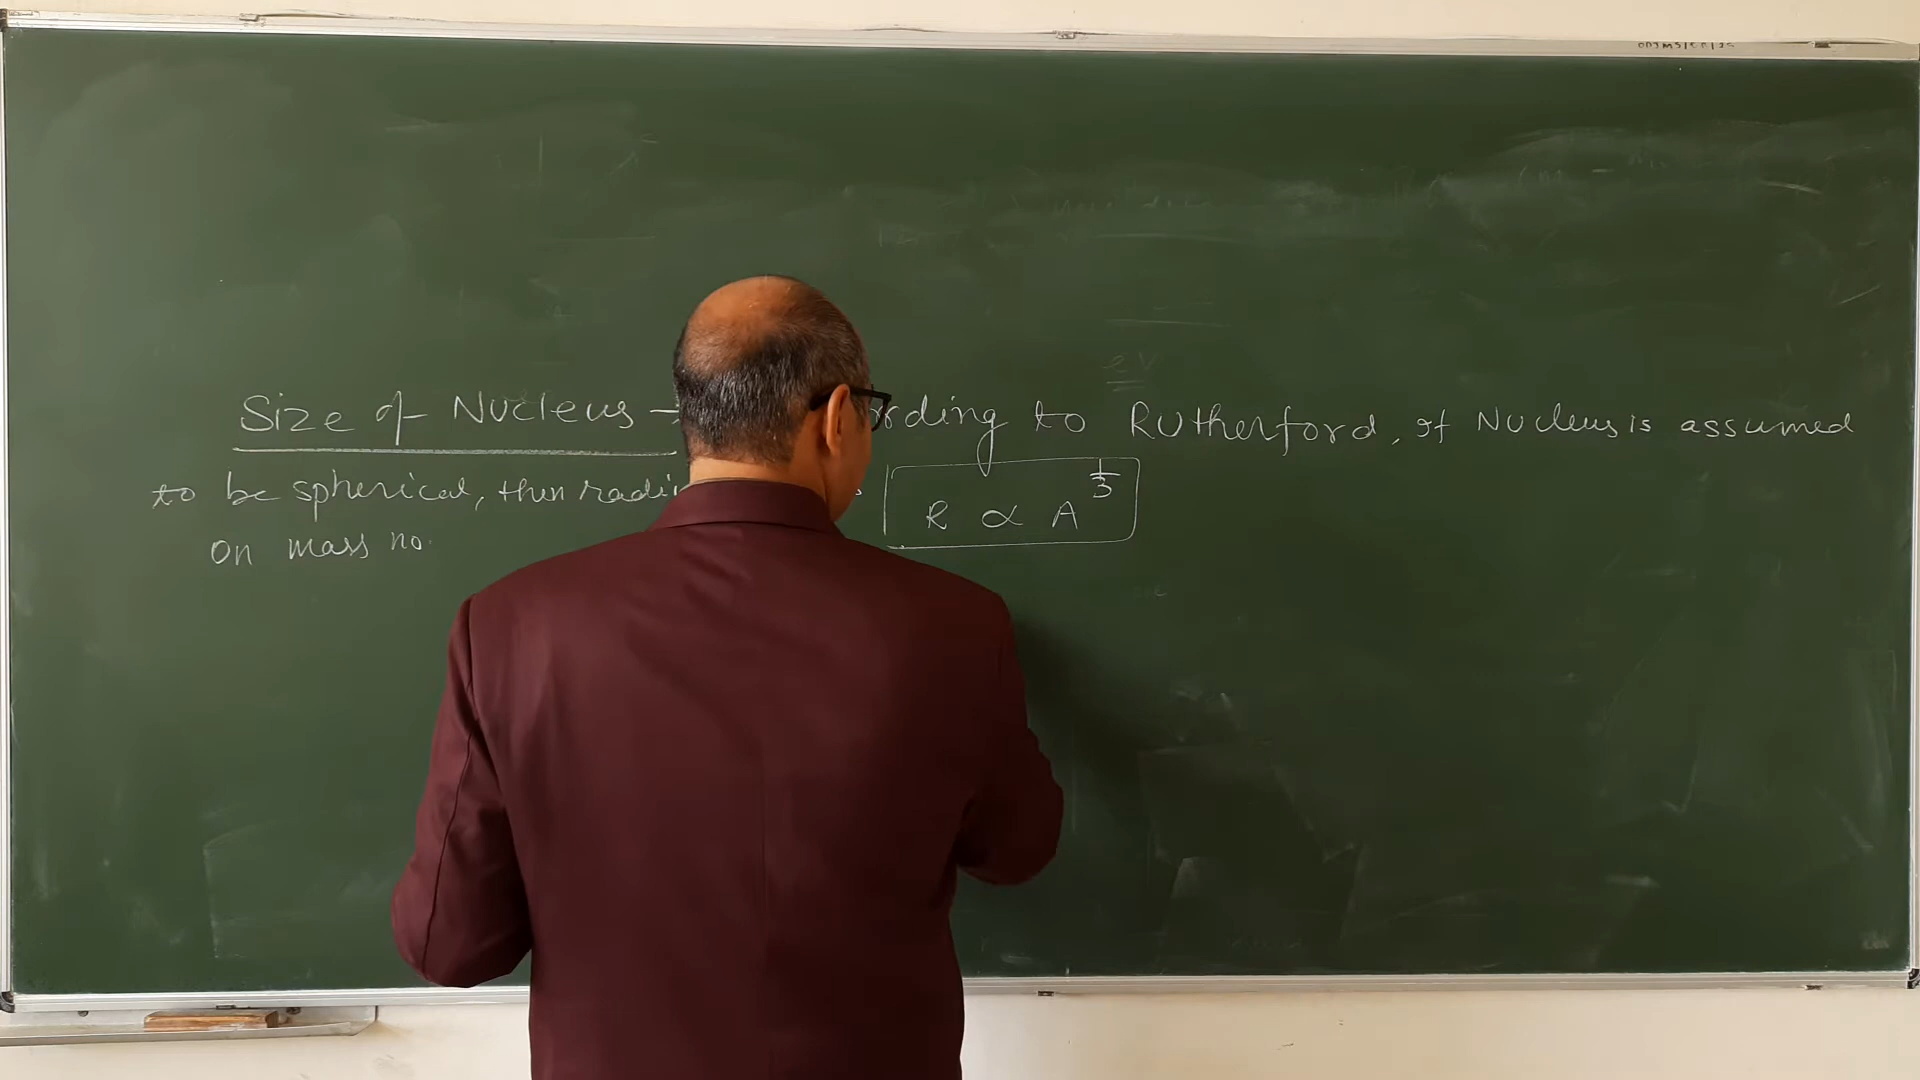 Size of Nucleus → rding to Rutherford, if Nucleus is assumed
to be spherical, then radi R ∝ A^1/3
on mass no.
eV